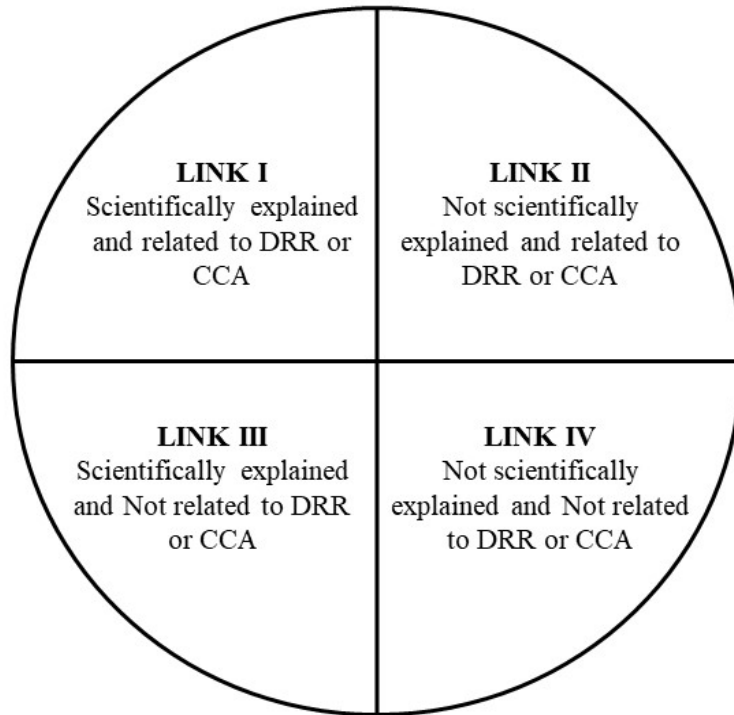 LINK I
Scientifically explained
and related to DRR or
CCA
LINK II
Not scientifically
explained and related to
DRR or CCA
LINK III
Scientifically explained
and Not related to DRR
or CCA
LINK IV
Not scientifically
explained and Not related
to DRR or CCA